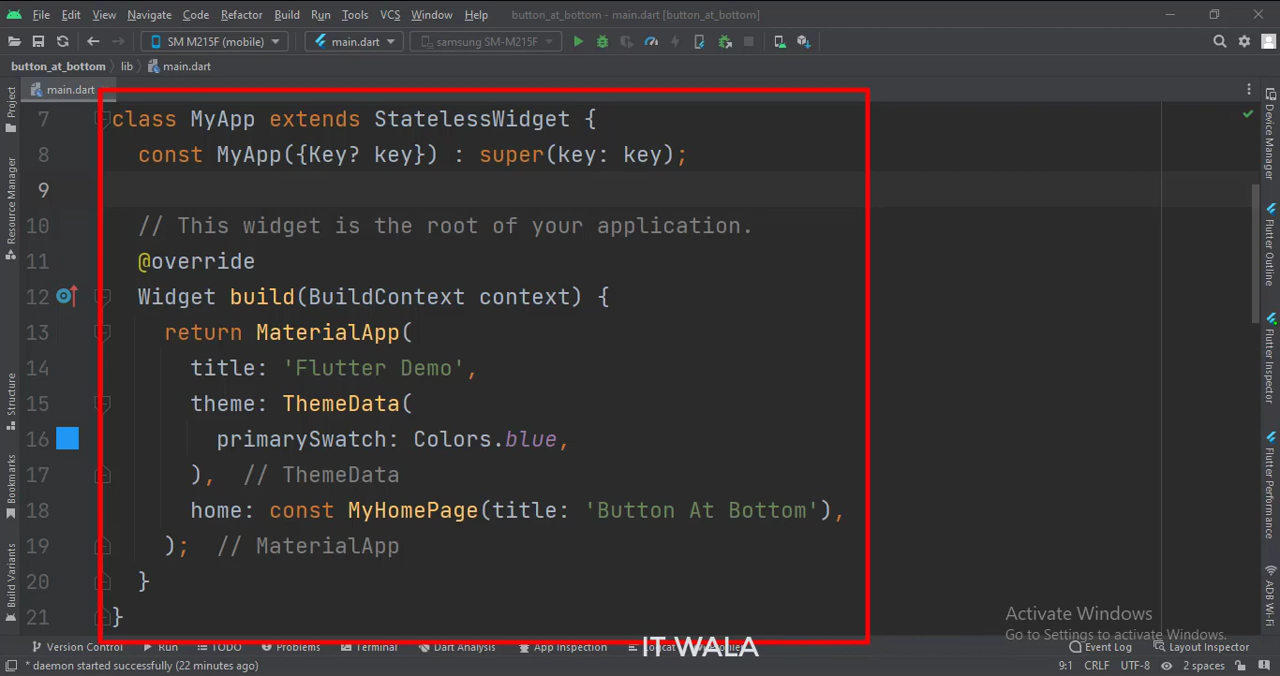 File Edit View Navigate Code Refactor Build Run Tools VCS Window Help button_at_bottom - main.dart [button_at_bottom]
SM M215F (mobile) main.dart samsung SM-M215F
button_at_bottom lib main.dart
main.dart
Project
Resource Manager
Structure
Bookmarks
Build Variants
7 class MyApp extends StatelessWidget {
8 const MyApp({Key? key}) : super(key: key);
9
10 // This widget is the root of your application.
11 @override
12 Widget build(BuildContext context) {
13 return MaterialApp(
14 title: 'Flutter Demo',
15 theme: ThemeData(
16 primarySwatch: Colors.blue,
17 ), // ThemeData
18 home: const MyHomePage(title: 'Button At Bottom'),
19 ); // MaterialApp
20 }
21 }
Device Manager
Flutter Outline
Flutter Inspector
Flutter Performance
ADB Wi-Fi
Activate Windows
Go to Settings to activate Windows.
IT WALA
Version Control Run TODO Problems Terminal Dart Analysis App Inspection Event Log Layout Inspector
* daemon started successfully (22 minutes ago) 9:1 CRLF UTF-8 2 spaces